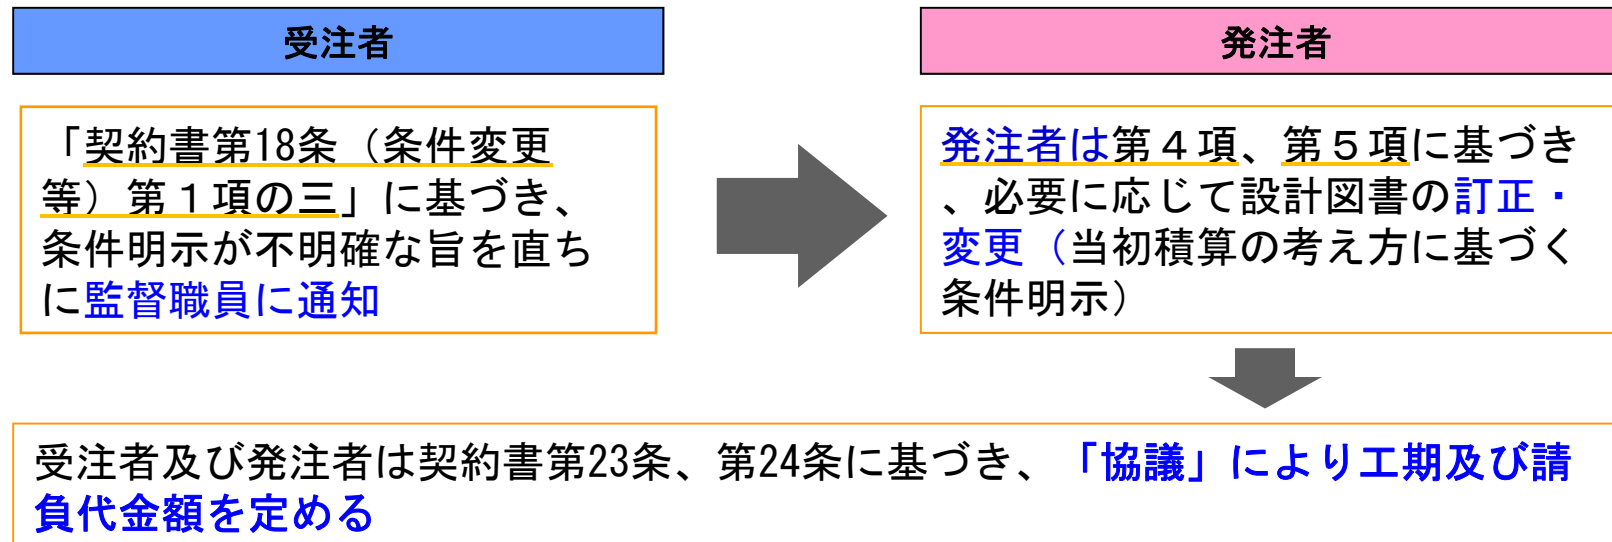 受注者
発注者
「契約書第18条（条件変更
等）第１項の三」に基づき、
条件明示が不明確な旨を直ち
に監督職員に通知
発注者は第４項、第５項に基づき
、必要に応じて設計図書の訂正・
変更（当初積算の考え方に基づく
条件明示）
受注者及び発注者は契約書第23条、第24条に基づき、「協議」により工期及び請
負代金額を定める